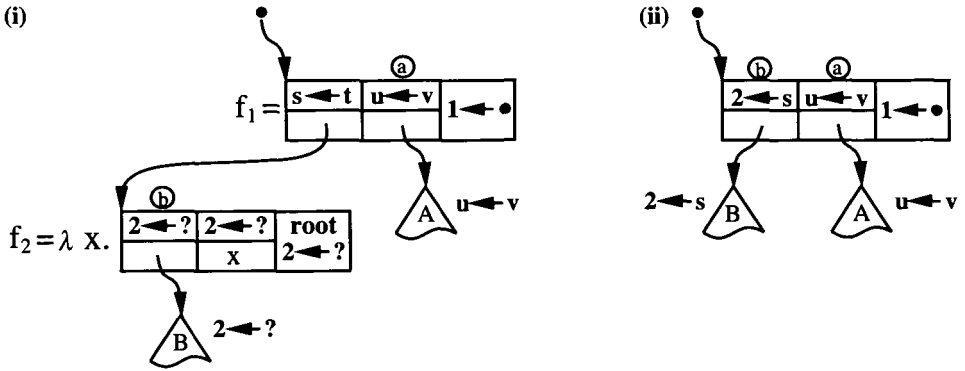 (i)
(ii)
ⓐ
ⓑ ⓐ
f₁ = s←t u←v 1←•
2←s u←v 1←•
A u←v
2←s B A u←v
ⓑ
f₂ = λ x. 2←? 2←? root
x 2←?
B 2←?